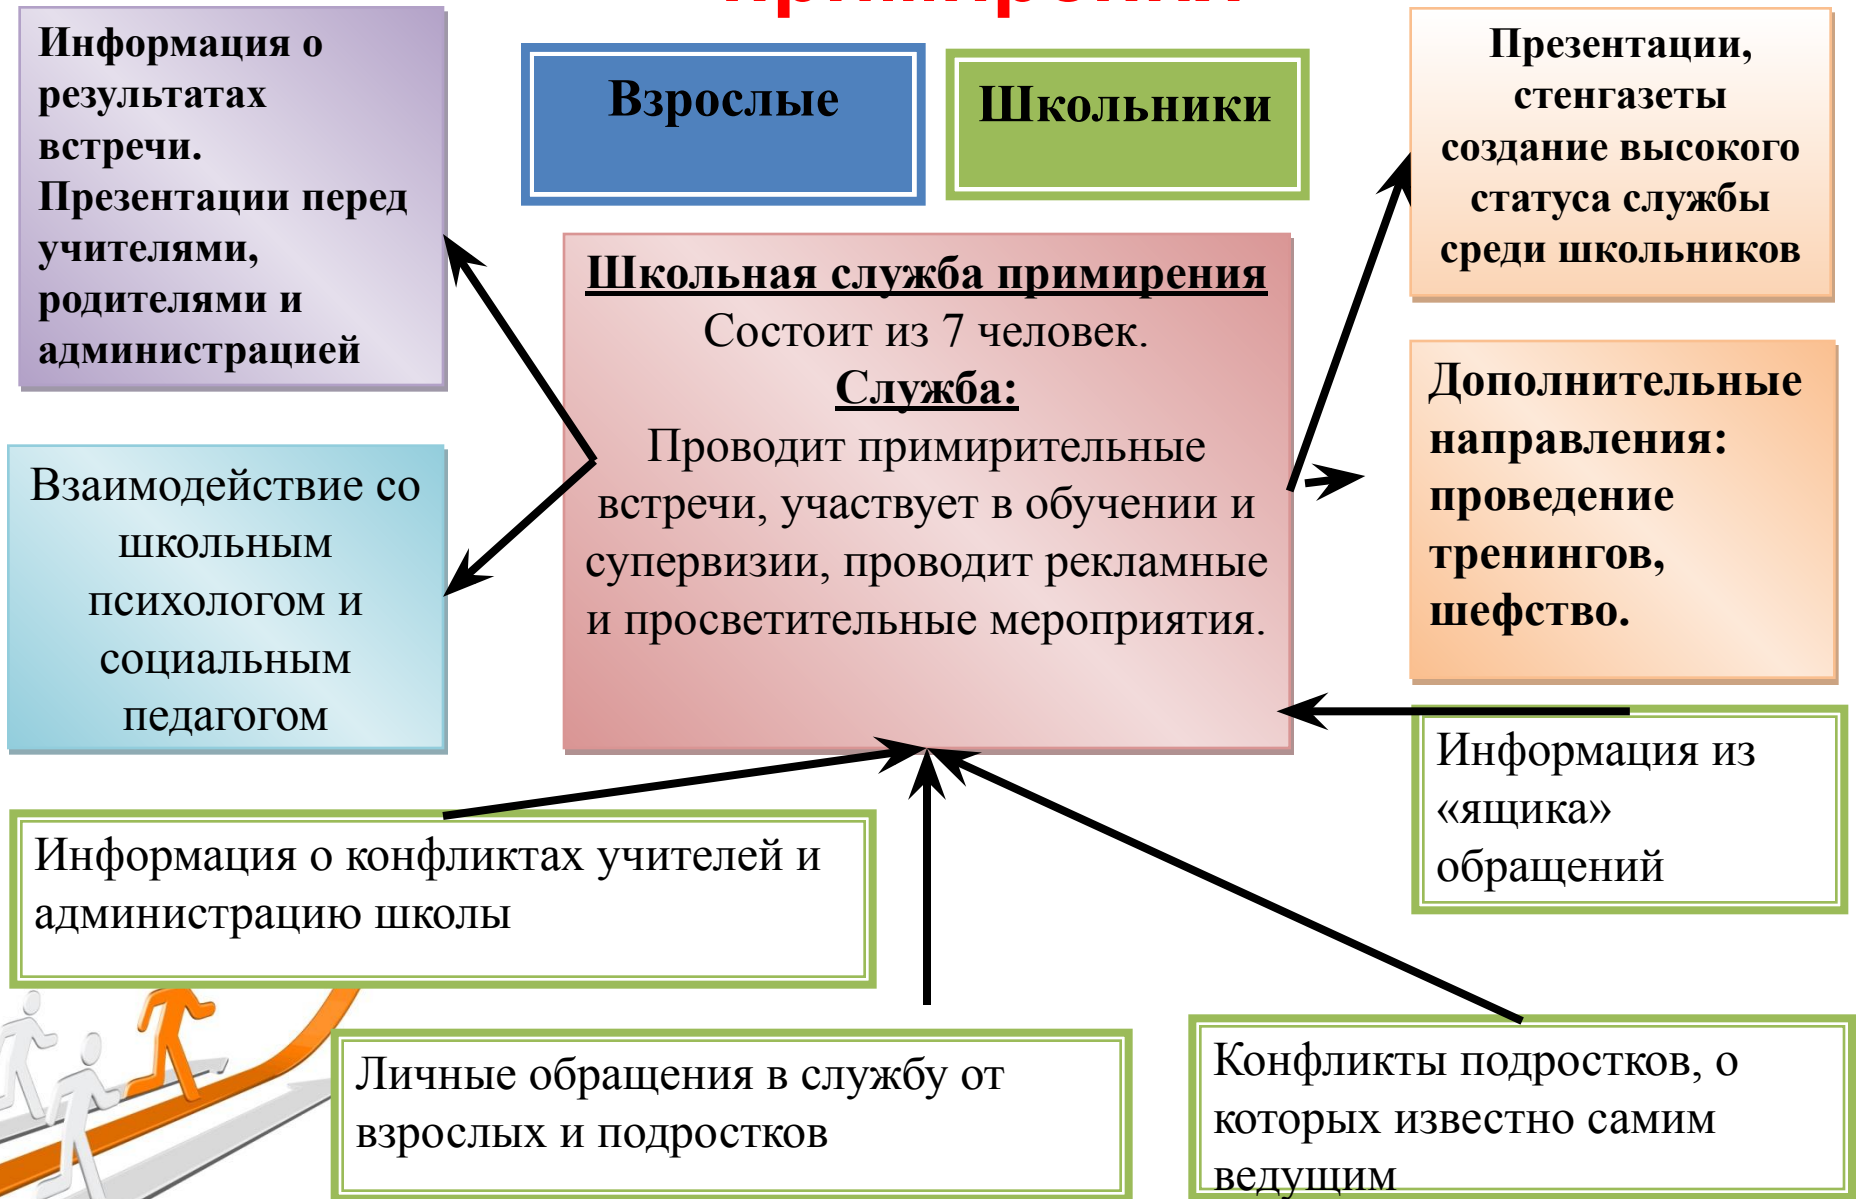 Информация о
результатах
встречи.
Презентации перед
учителями,
родителями и
администрацией
Взрослые
Школьники
Презентации,
стенгазеты
создание высокого
статуса службы
среди школьников
Школьная служба примирения
Состоит из 7 человек.
Служба:
Проводит примирительные
встречи, участвует в обучении и
супервизии, проводит рекламные
и просветительные мероприятия.
Дополнительные
направления:
проведение
тренингов,
шефство.
Взаимодействие со
школьным
психологом и
социальным
педагогом
Информация из
«ящика»
обращений
Информация о конфликтах учителей и
администрацию школы
Личные обращения в службу от
взрослых и подростков
Конфликты подростков, о
которых известно самим
ведущим